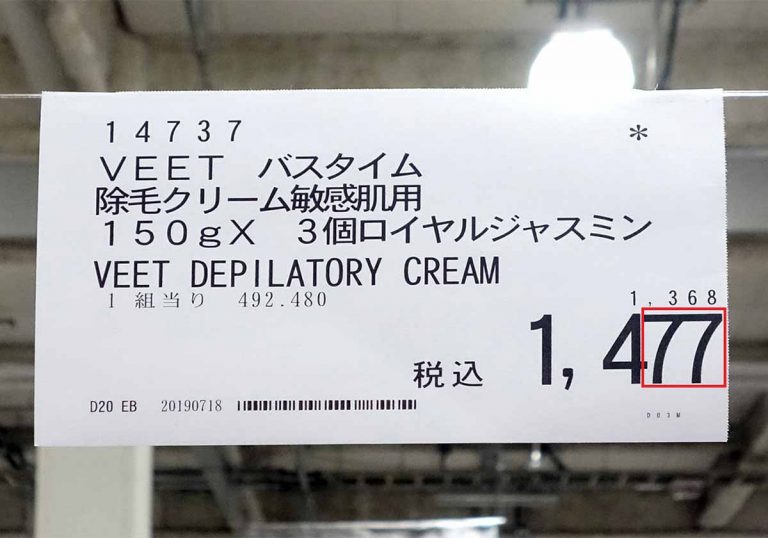 14737
*
VEET バスタイム
除毛クリーム敏感肌用
150gX 3個ロイヤルジャスミン
VEET DEPILATORY CREAM
1 組当り 492.480
1,368
税込 1,477
D20 EB 20190718
D03M